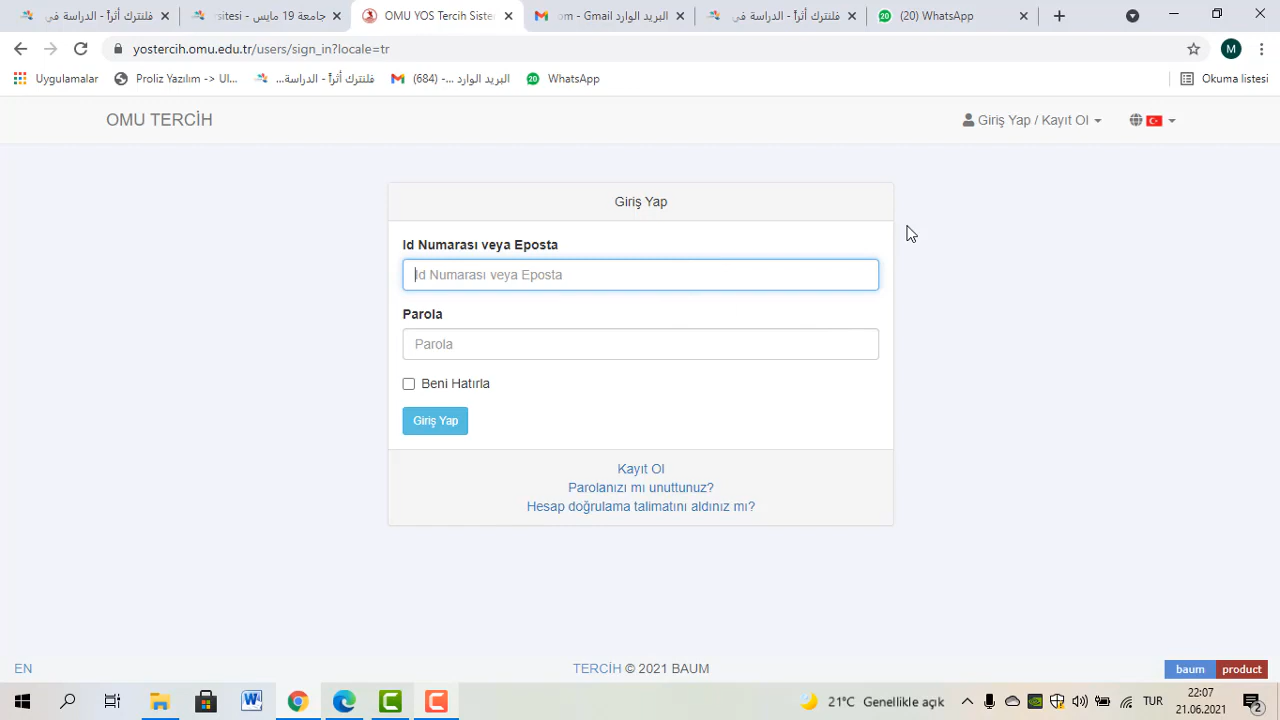 فلنترك أثراً - الدراسة في
rsitesi - جامعة 19 مايس
OMU YOS Tercih Siste
om - Gmail البريد الوارد
فلنترك أثراً - الدراسة في
(20) WhatsApp
yostercih.omu.edu.tr/users/sign_in?locale=tr
M
Uygulamalar
Proliz Yazılım -> U...
فلنترك أثراً - الدراسة...
البريد الوارد -... (684)
WhatsApp
Okuma listesi
OMU TERCİH
Giriş Yap / Kayıt Ol
Giriş Yap
Id Numarası veya Eposta
Id Numarası veya Eposta
Parola
Parola
Beni Hatırla
Giriş Yap
Kayıt Ol
Parolanızı mı unuttunuz?
Hesap doğrulama talimatını aldınız mı?
EN
TERCİH © 2021 BAUM
baum product
21°C Genellikle açık
TUR
22:07
21.06.2021
2